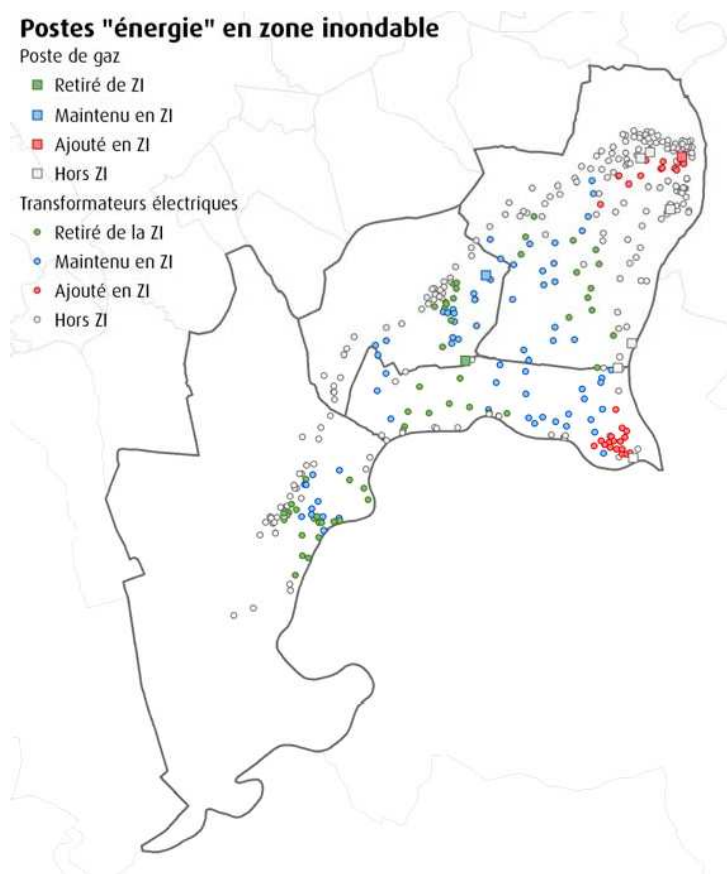 Postes "énergie" en zone inondable
Poste de gaz
Retiré de ZI
Maintenu en ZI
Ajouté en ZI
Hors ZI
Transformateurs électriques
Retiré de la ZI
Maintenu en ZI
Ajouté en ZI
Hors ZI